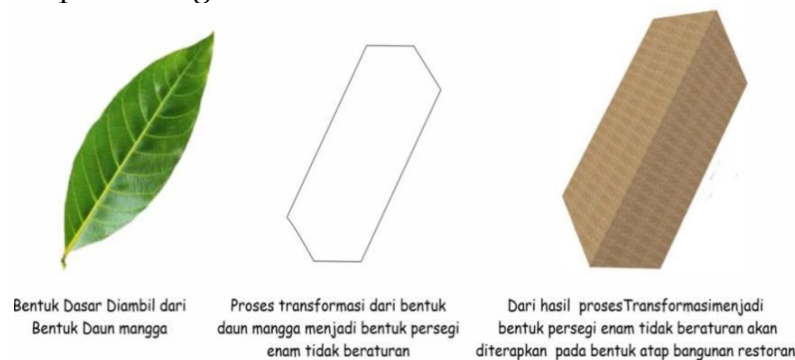 Bentuk Dasar Diambil dari
Bentuk Daun mangga
Proses transformasi dari bentuk
daun mangga menjadi bentuk persegi
enam tidak beraturan
Dari hasil prosesTransformasimenjadi
bentuk persegi enam tidak beraturan akan
diterapkan pada bentuk atap bangunan restoran